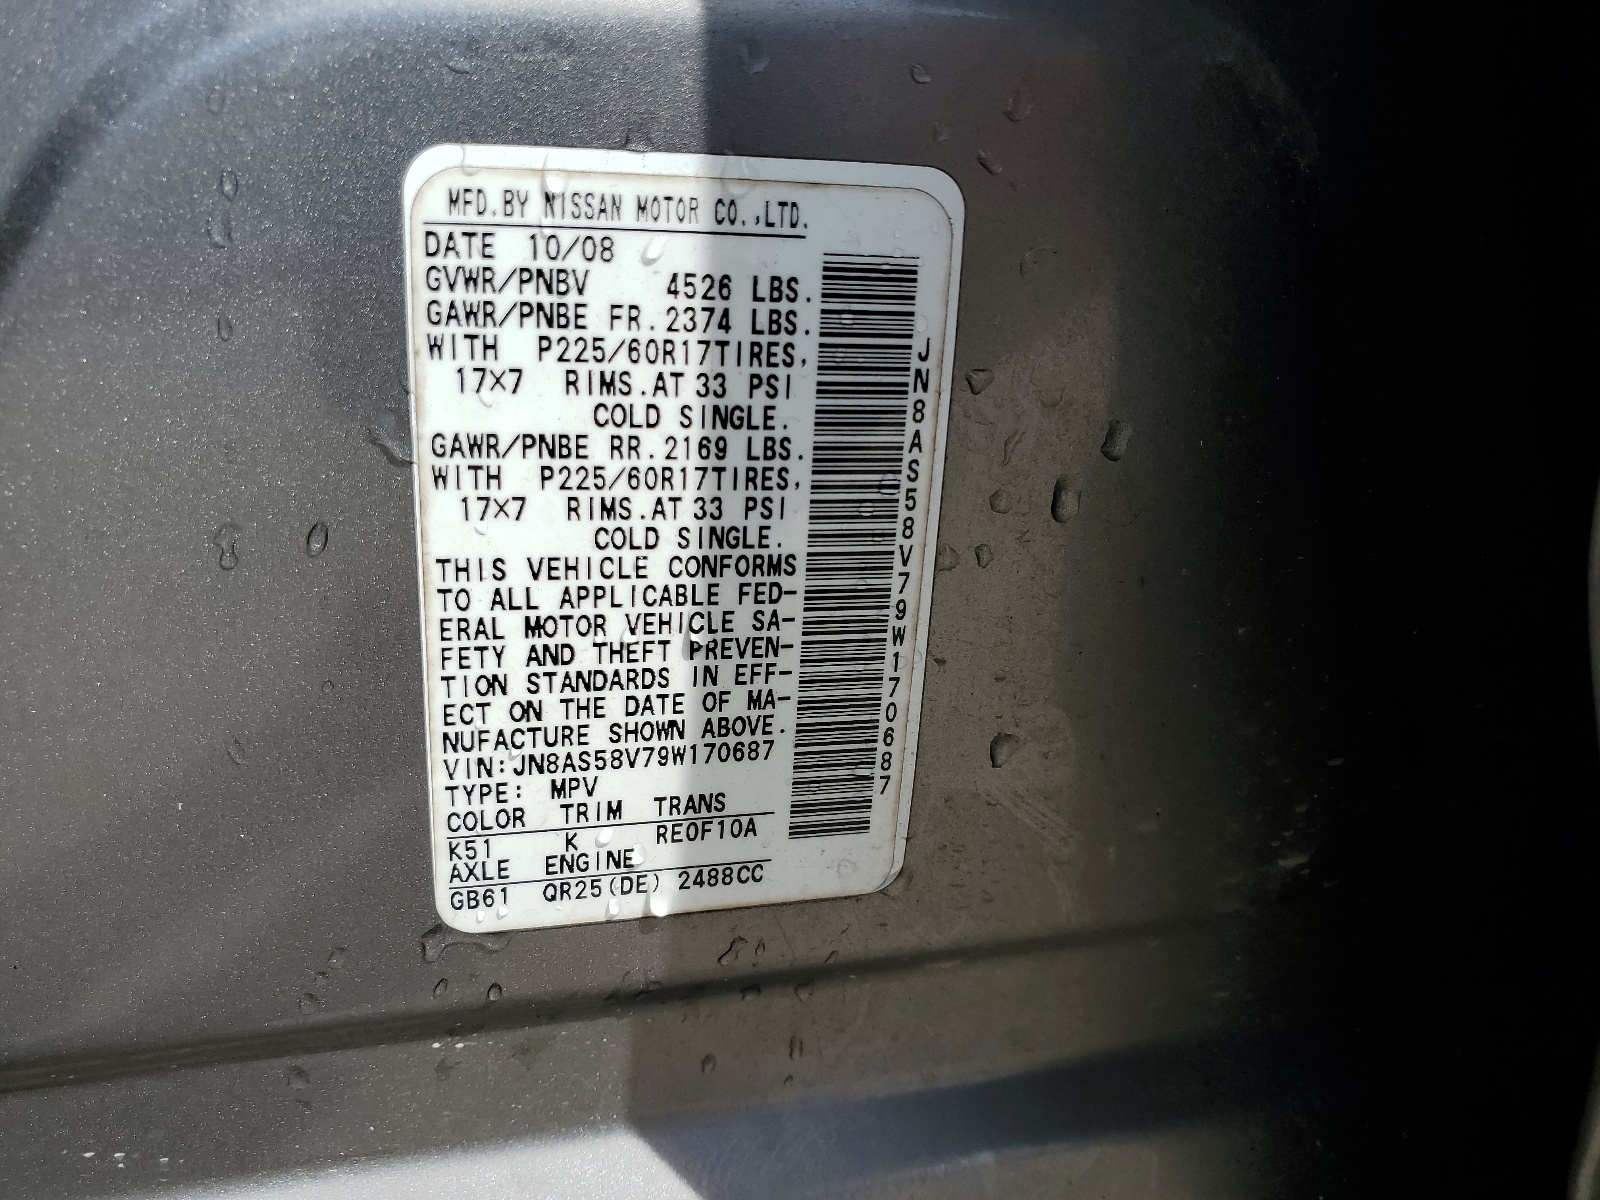 MFD.BY NISSAN MOTOR CO.,LTD.
DATE 10/08
GVWR/PNBV 4526 LBS.
GAWR/PNBE FR.2374 LBS.
WITH P225/60R17TIRES,
17×7 RIMS.AT 33 PSI
COLD SINGLE.
GAWR/PNBE RR.2169 LBS.
WITH P225/60R17TIRES,
17×7 RIMS.AT 33 PSI
COLD SINGLE.
THIS VEHICLE CONFORMS
TO ALL APPLICABLE FED-
ERAL MOTOR VEHICLE SA-
FETY AND THEFT PREVEN-
TION STANDARDS IN EFF-
ECT ON THE DATE OF MA-
NUFACTURE SHOWN ABOVE.
VIN:JN8AS58V79W170687
TYPE: MPV
COLOR TRIM TRANS
K51 K RE0F10A
AXLE ENGINE
GB61 QR25(DE) 2488CC
JN8AS58V79W170687